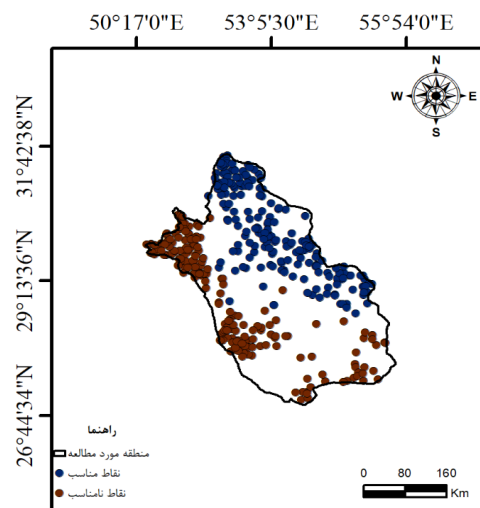 50°17'0"E 53°5'30"E 55°54'0"E
N
W E
S
31°42'38"N
29°13'36"N
26°44'34"N
راهنما
منطقه مورد مطالعه
نقاط مناسب
نقاط نامناسب
0 80 160
Km